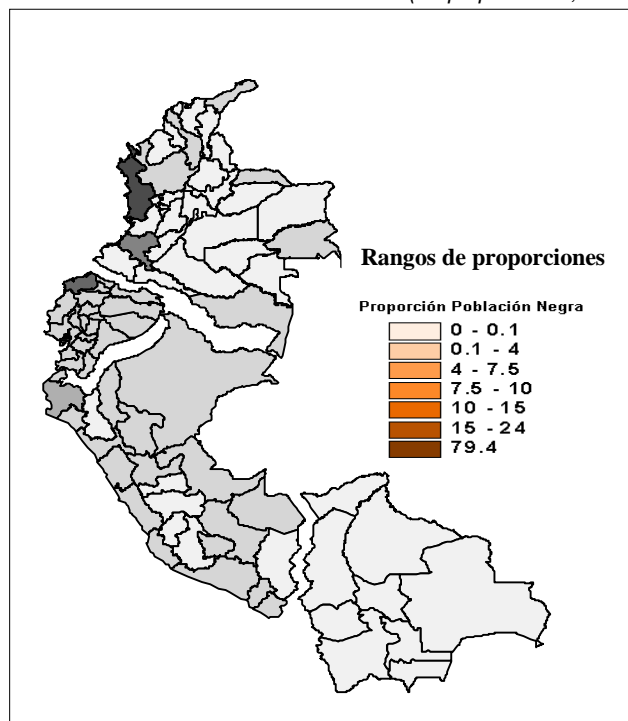 Rangos de proporciones
Proporción Población Negra
0 - 0.1
0.1 - 4
4 - 7.5
7.5 - 10
10 - 15
15 - 24
79.4